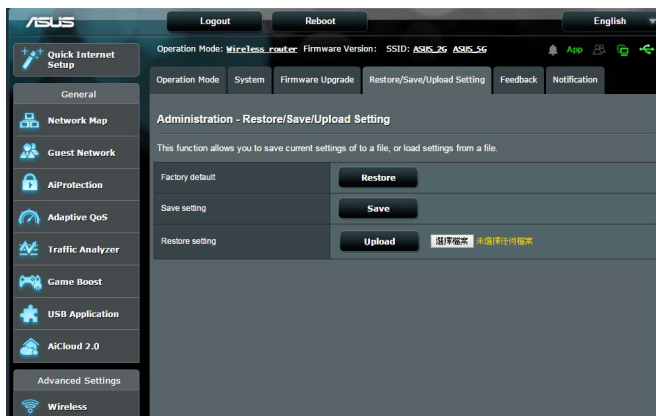 ASUS
Logout
Reboot
English
Quick Internet
Setup
Operation Mode: Wireless router Firmware Version: SSID: ASUS_2G ASUS_5G
App
General
Network Map
Guest Network
AiProtection
Adaptive QoS
Traffic Analyzer
Game Boost
USB Application
AiCloud 2.0
Advanced Settings
Wireless
Operation Mode System Firmware Upgrade Restore/Save/Upload Setting Feedback Notification
Administration - Restore/Save/Upload Setting
This function allows you to save current settings of to a file, or load settings from a file.
Factory default Restore
Save setting Save
Restore setting Upload 選擇檔案 未選擇任何檔案